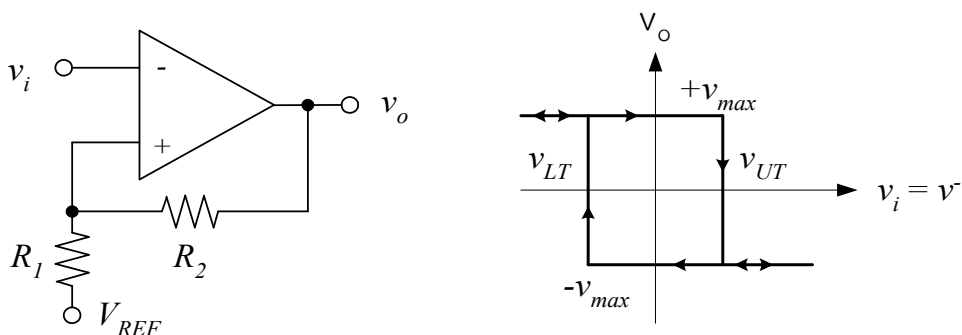 v_i
-
+
v_o
R_1
R_2
V_REF
V_O
+v_max
v_LT
v_UT
v_i = v^-
-v_max